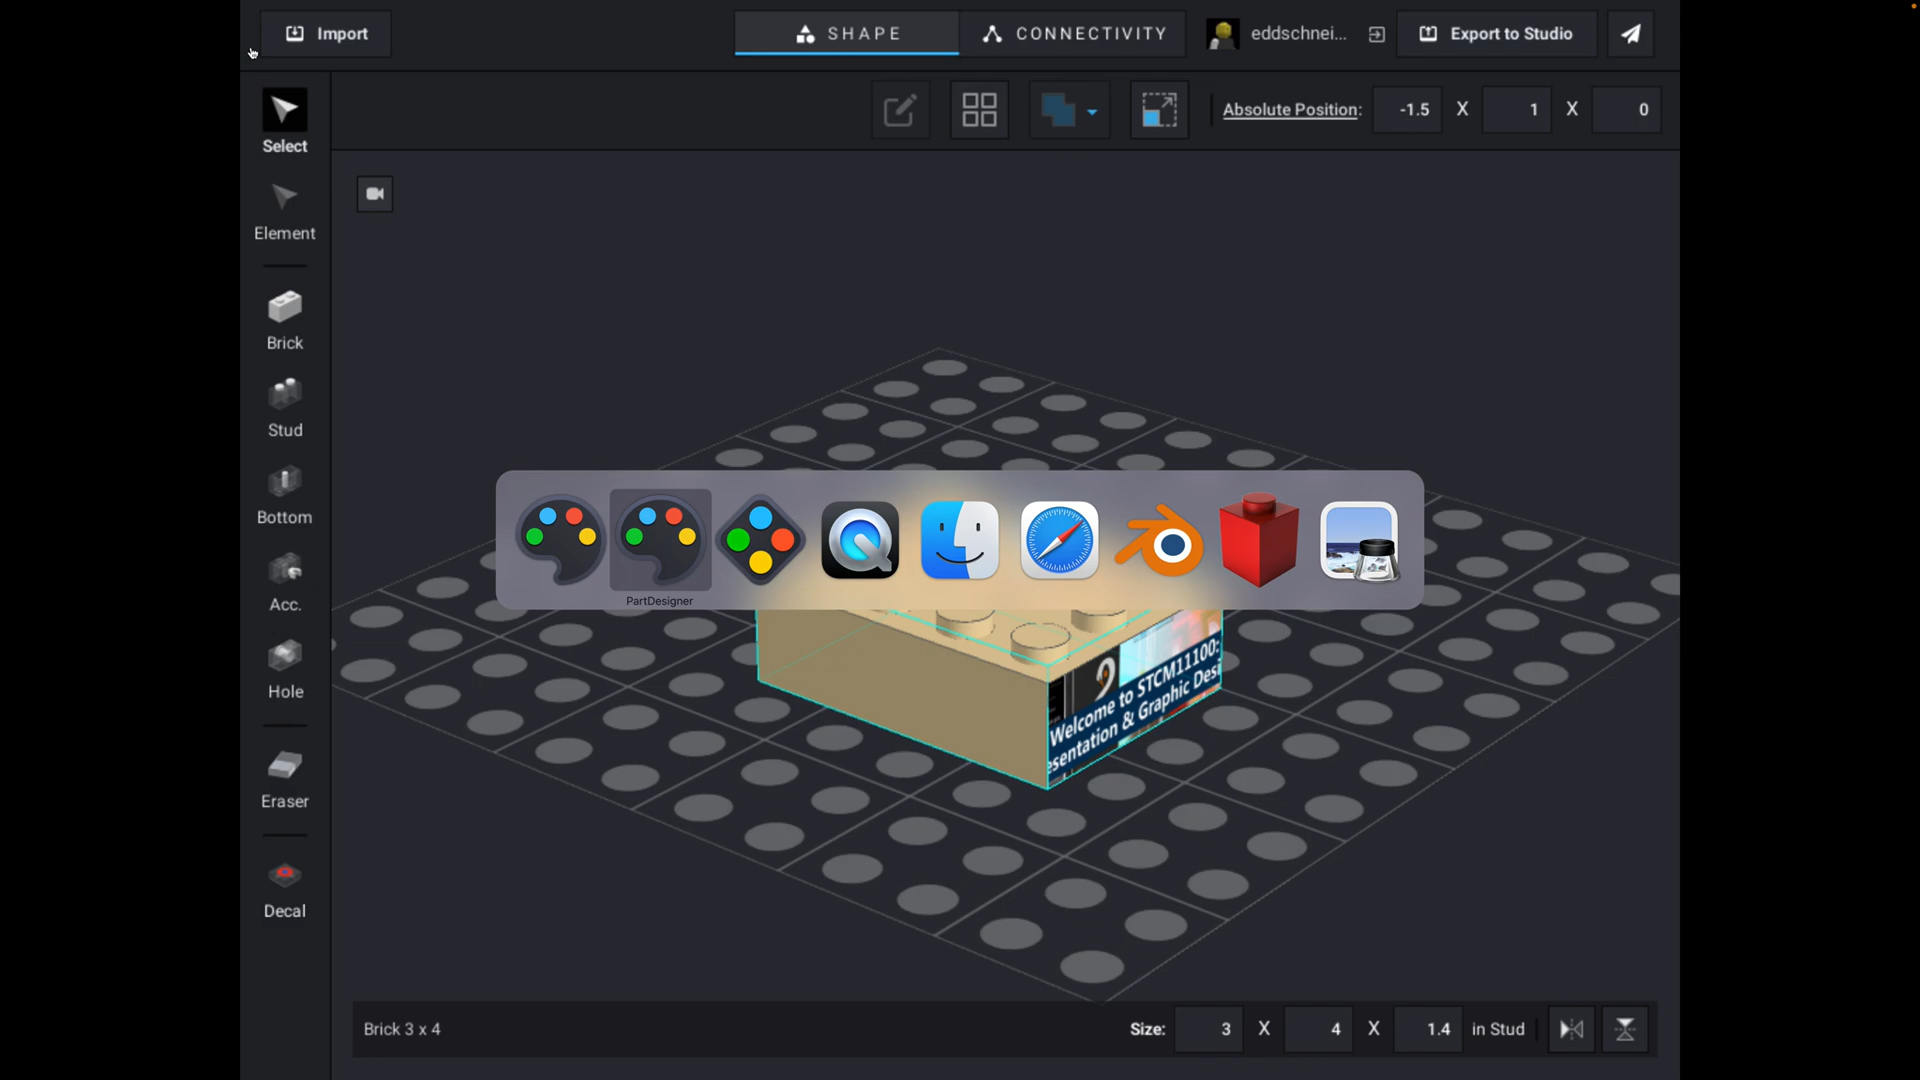 Import
SHAPE
CONNECTIVITY
eddschnei...
Export to Studio
Absolute Position: -1.5 X 1 X 0
Select
Element
Brick
Stud
Bottom
Acc.
Hole
Eraser
Decal
PartDesigner
Welcome to STCM11100:
esentation & Graphic Desi
Brick 3 x 4
Size: 3 X 4 X 1.4 in Stud